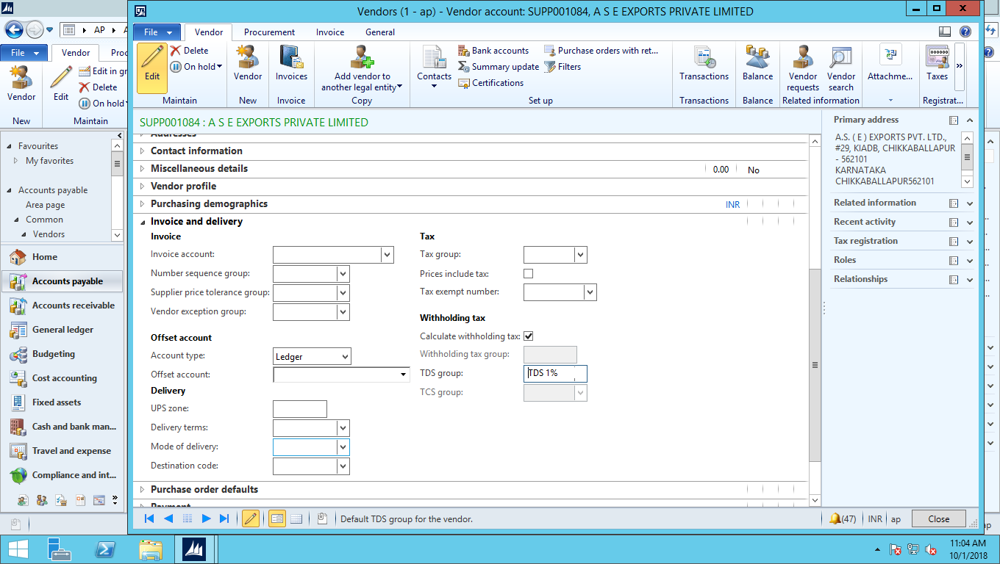 Vendors (1 - ap) - Vendor account: SUPP001084, A S E EXPORTS PRIVATE LIMITED
AP
A
File
Vendor
Proc
Vendor
Edit
Edit in gr
Delete
On hold
New
Maintain
Favourites
My favorites
Accounts payable
Area page
Common
Vendors
Home
Accounts payable
Accounts receivable
General ledger
Budgeting
Cost accounting
Fixed assets
Cash and bank man...
Travel and expense
Compliance and int...
File
Vendor
Procurement
Invoice
General
Edit
Delete
On hold
Maintain
Vendor
New
Invoices
Invoice
Add vendor to
another legal entity
Copy
Contacts
Bank accounts
Summary update
Certifications
Purchase orders with ret...
Filters
Set up
Transactions
Transactions
Balance
Balance
Vendor
requests
Vendor
search
Related information
Attachme...
Taxes
Registrat...
SUPP001084 : A S E EXPORTS PRIVATE LIMITED
Addresses
Contact information
Miscellaneous details 0.00 No
Vendor profile
Purchasing demographics INR
Invoice and delivery
Invoice
Invoice account:
Number sequence group:
Supplier price tolerance group:
Vendor exception group:
Offset account
Account type: Ledger
Offset account:
Delivery
UPS zone:
Delivery terms:
Mode of delivery:
Destination code:
Tax
Tax group:
Prices include tax:
Tax exempt number:
Withholding tax
Calculate withholding tax:
Withholding tax group:
TDS group: TDS 1%
TCS group:
Purchase order defaults
Payment
Primary address
A.S. ( E ) EXPORTS PVT. LTD.,
#29, KIADB, CHIKKABALLAPUR
- 562101
KARNATAKA
CHIKKABALLAPUR562101
Related information
Recent activity
Tax registration
Roles
Relationships
Default TDS group for the vendor.
(47)
INR
ap
Close
ap
11:04 AM
10/1/2018